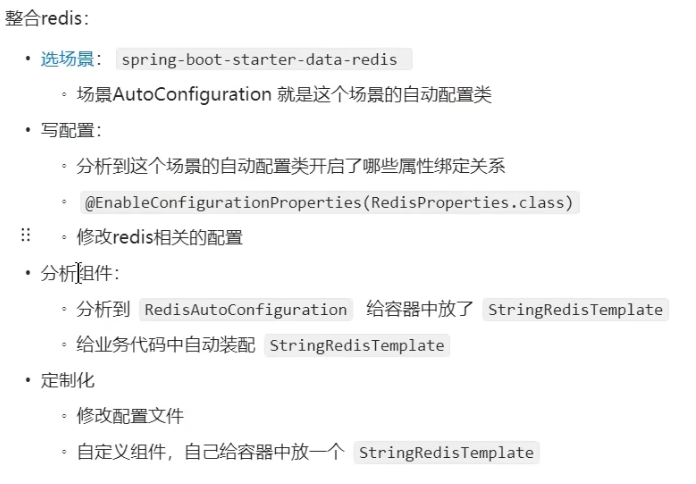 整合redis：
选场景： spring-boot-starter-data-redis
场景AutoConfiguration 就是这个场景的自动配置类
写配置：
分析到这个场景的自动配置类开启了哪些属性绑定关系
@EnableConfigurationProperties(RedisProperties.class)
修改redis相关的配置
分析组件：
分析到 RedisAutoConfiguration 给容器中放了 StringRedisTemplate
给业务代码中自动装配 StringRedisTemplate
定制化
修改配置文件
自定义组件，自己给容器中放一个 StringRedisTemplate